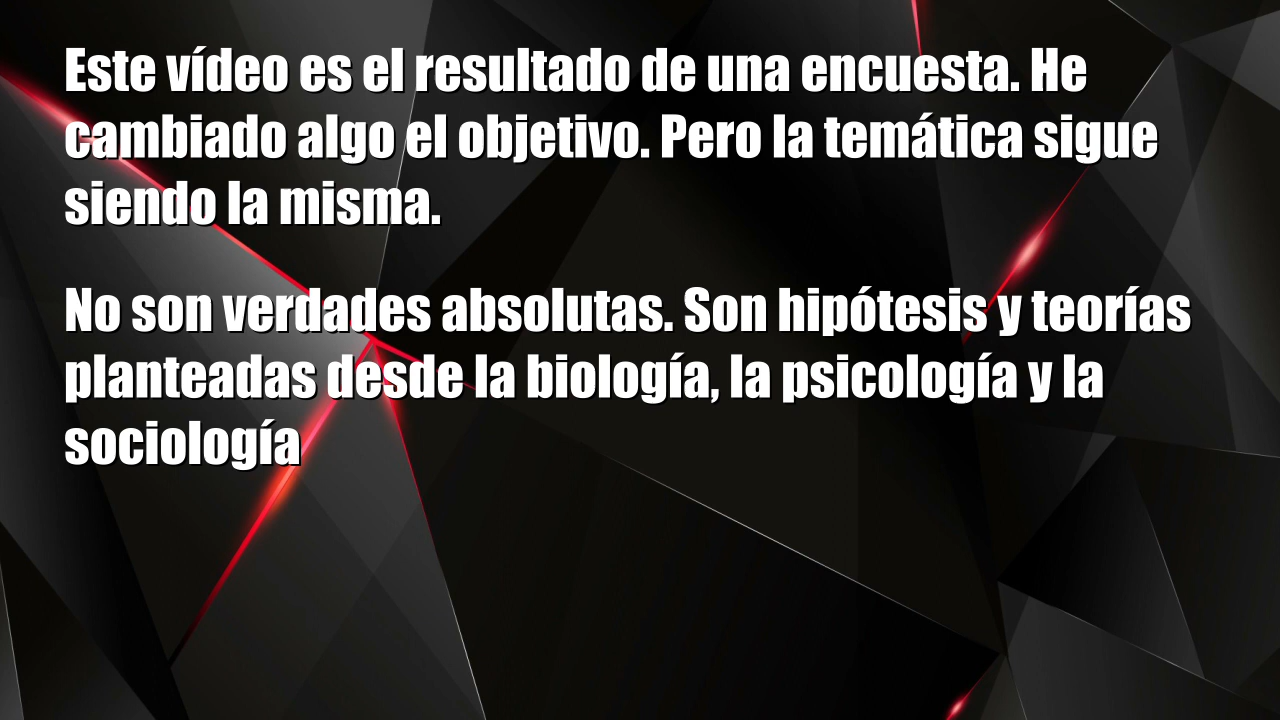 Este vídeo es el resultado de una encuesta. He
cambiado algo el objetivo. Pero la temática sigue
siendo la misma.
No son verdades absolutas. Son hipótesis y teorías
planteadas desde la biología, la psicología y la
sociología